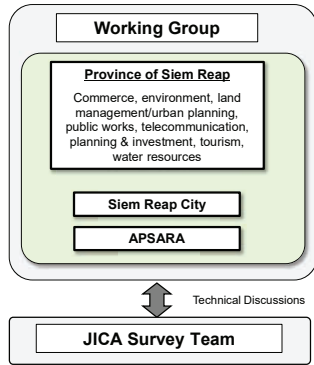 Working Group
Province of Siem Reap
Commerce, environment, land
management/urban planning,
public works, telecommunication,
planning & investment, tourism,
water resources
Siem Reap City
APSARA
Technical Discussions
JICA Survey Team